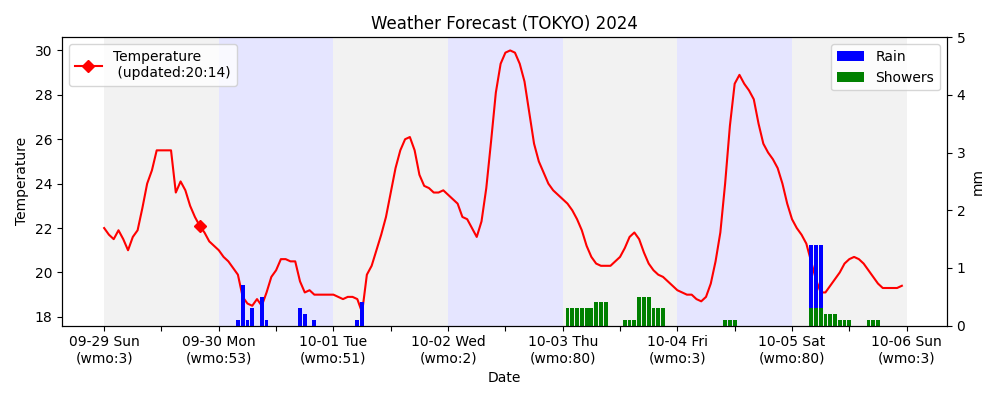 Weather Forecast (TOKYO) 2024
Temperature
(updated:20:14)
Rain
Showers
30
28
26
24
22
20
18
Temperature
5
4
3
2
1
0
mm
09-29 Sun 09-30 Mon 10-01 Tue 10-02 Wed 10-03 Thu 10-04 Fri 10-05 Sat 10-06 Sun
(wmo:3) (wmo:53) (wmo:51) (wmo:2) (wmo:80) (wmo:3) (wmo:80) (wmo:3)
Date